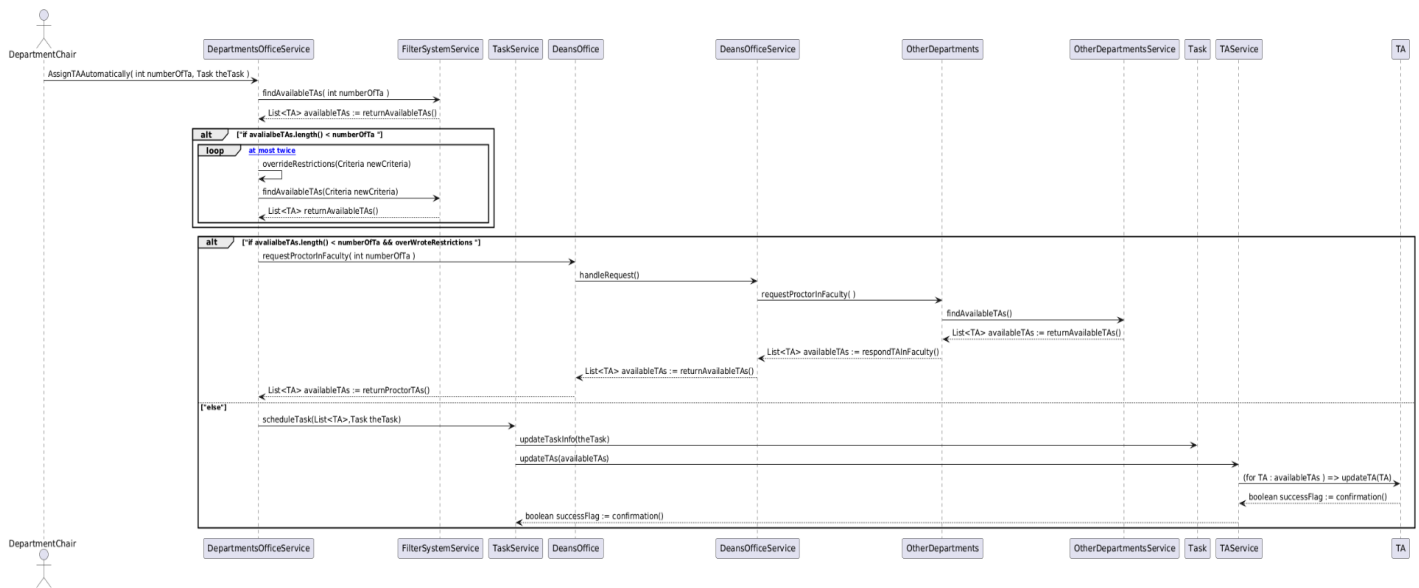 DepartmentChair
DepartmentsOfficeService FilterSystemService TaskService DeansOffice DeansOfficeService OtherDepartments OtherDepartmentsService Task TAService TA
AssignTAAutomatically( int numberOfTa, Task theTask )
findAvailableTAs( int numberOfTa )
List<TA> availableTAs := returnAvailableTAs()
alt ["if avalialbeTAs.length() < numberOfTa "]
loop at most twice
overrideRestrictions(Criteria newCriteria)
findAvailableTAs(Criteria newCriteria)
List<TA> returnAvailableTAs()
alt ["if avalialbeTAs.length() < numberOfTa && overWroteRestrictions "]
requestProctorInFaculty( int numberOfTa )
handleRequest()
requestProctorInFaculty( )
findAvailableTAs()
List<TA> availableTAs := returnAvailableTAs()
List<TA> availableTAs := respondTAInFaculty()
List<TA> availableTAs := returnAvailableTAs()
List<TA> availableTAs := returnProctorTAs()
["else"]
scheduleTask(List<TA>,Task theTask)
updateTaskInfo(theTask)
updateTAs(availableTAs)
(for TA : availableTAs ) => updateTA(TA)
boolean successFlag := confirmation()
boolean successFlag := confirmation()
DepartmentChair
DepartmentsOfficeService FilterSystemService TaskService DeansOffice DeansOfficeService OtherDepartments OtherDepartmentsService Task TAService TA